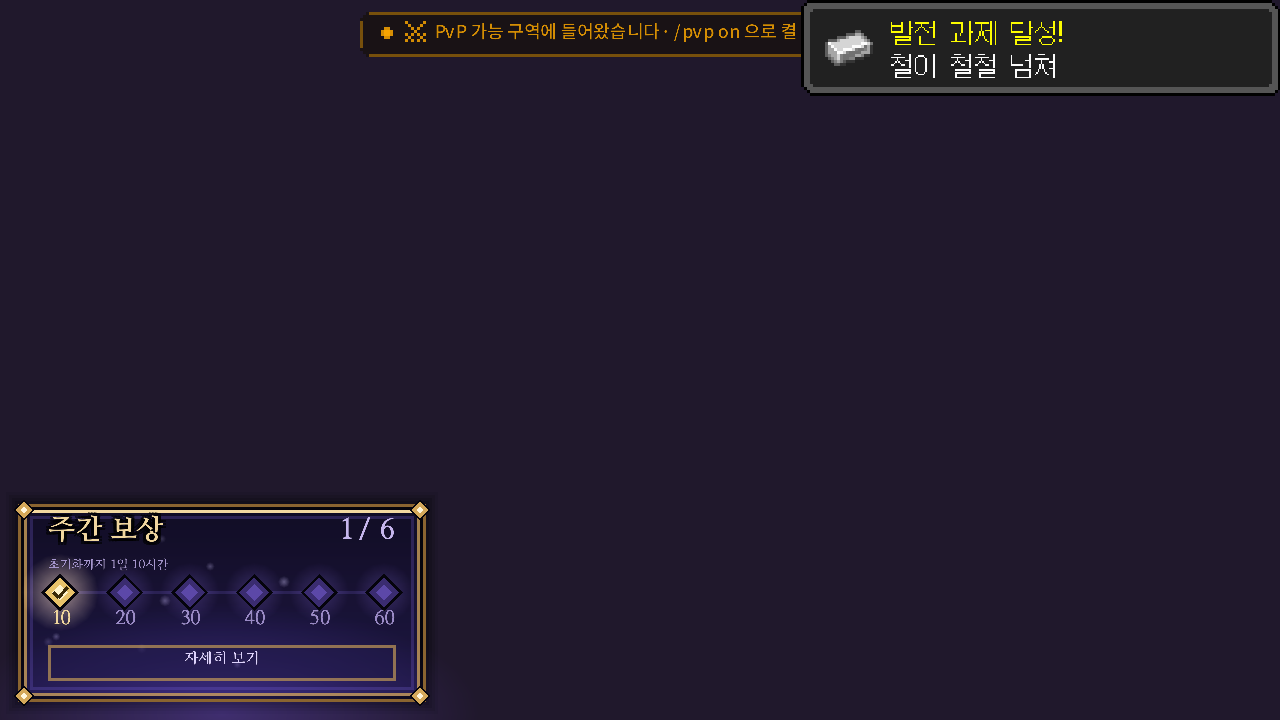 PvP 가능 구역에 들어왔습니다 · /pvp on 으로 켤
발전 과제 달성!
철이 철철 넘쳐
주간 보상
1 / 6
초기화까지 1일 10시간
10 20 30 40 50 60
자세히 보기